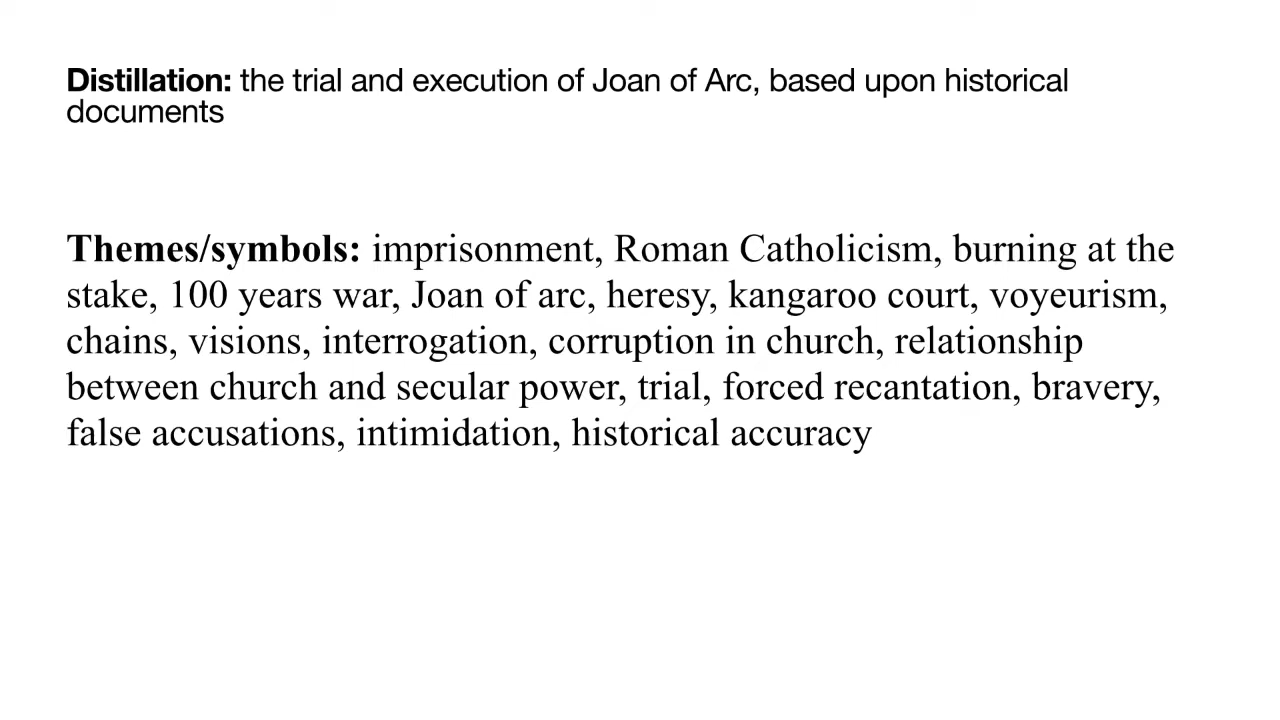 Distillation: the trial and execution of Joan of Arc, based upon historical
documents
Themes/symbols: imprisonment, Roman Catholicism, burning at the
stake, 100 years war, Joan of arc, heresy, kangaroo court, voyeurism,
chains, visions, interrogation, corruption in church, relationship
between church and secular power, trial, forced recantation, bravery,
false accusations, intimidation, historical accuracy